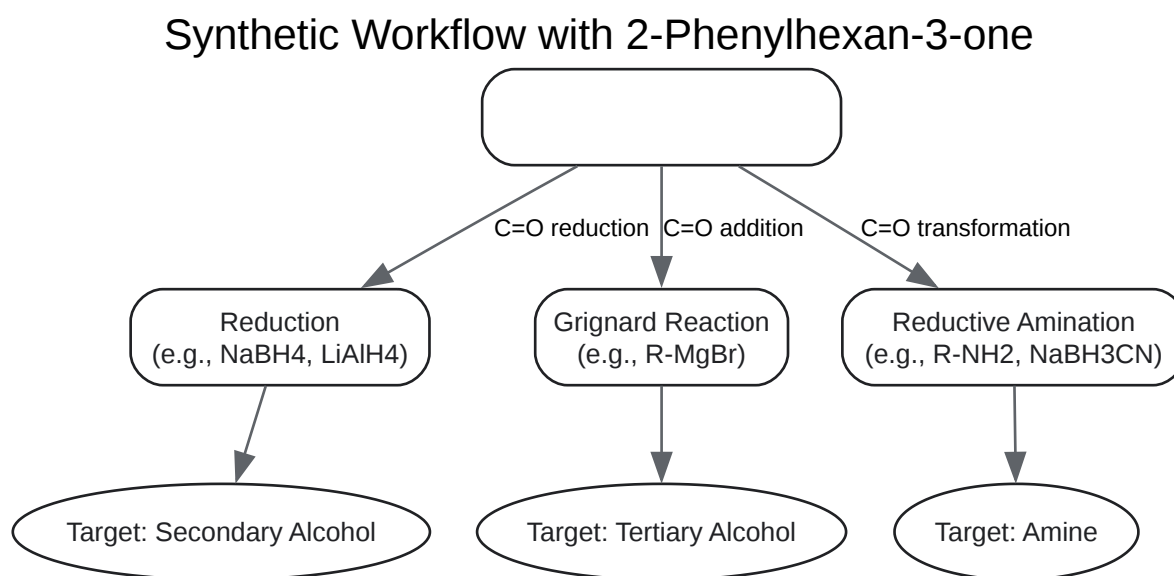 Synthetic Workflow with 2-Phenylhexan-3-one
C=O reduction
C=O addition
C=O transformation
Reduction
(e.g., NaBH4, LiAlH4)
Grignard Reaction
(e.g., R-MgBr)
Reductive Amination
(e.g., R-NH2, NaBH3CN)
Target: Secondary Alcohol
Target: Tertiary Alcohol
Target: Amine